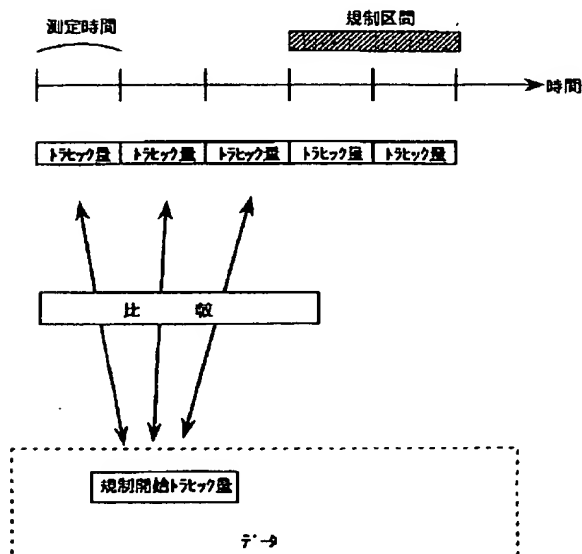 測定時間
規制区間
時間
トラヒック量 トラヒック量 トラヒック量 トラヒック量 トラヒック量
比較
規制開始トラヒック量
データ